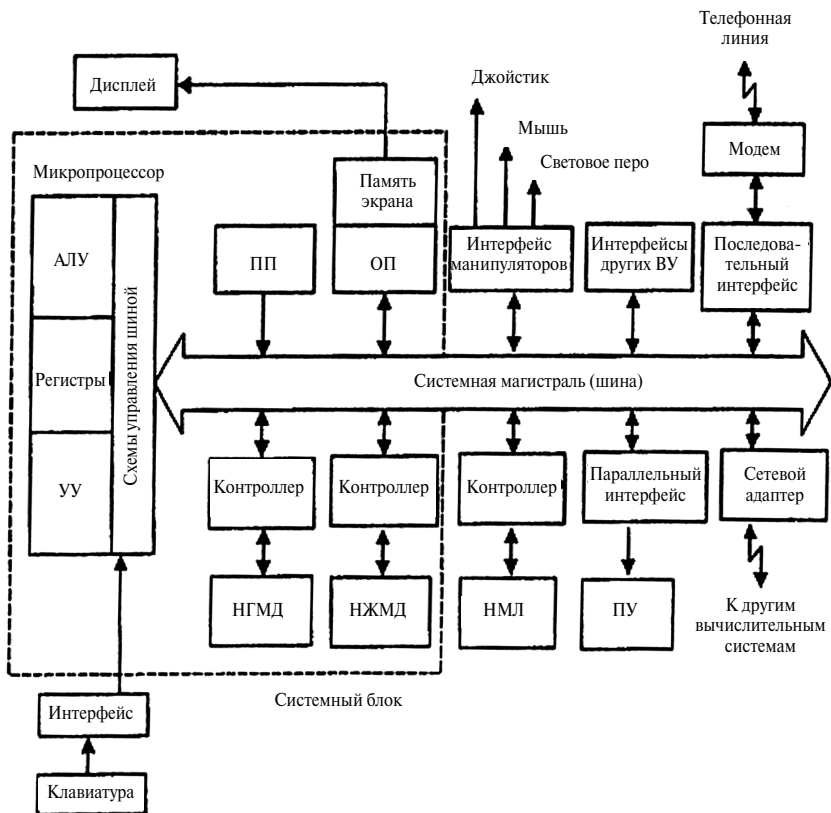 Телефонная
линия
Дисплей
Джойстик
Мышь
Световое перо
Модем
Микропроцессор
Память
экрана
АЛУ
ПП
ОП
Интерфейс
манипуляторов
Интерфейсы
других ВУ
Последова-
тельный
интерфейс
Регистры
Схемы управления шиной
Системная магистраль (шина)
УУ
Контроллер
Контроллер
Контроллер
Параллельный
интерфейс
Сетевой
адаптер
НГМД
НЖМД
НМЛ
ПУ
К другим
вычислительным
системам
Системный блок
Интерфейс
Клавиатура